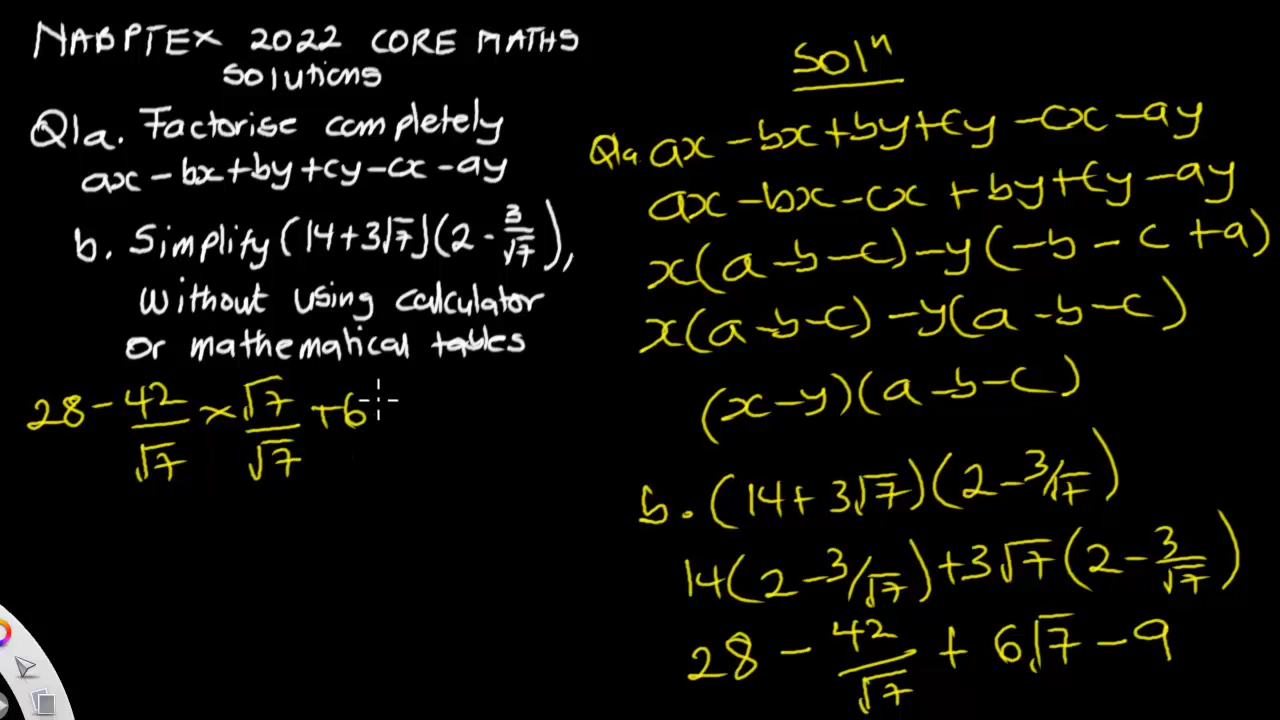 NABPTEX 2022 CORE MATHS
Solutions
Q1a. Factorise completely
ax - bx + by + cy - cx - ay
b. Simplify (14 + 3√7)(2 - 3/√7),
Without using calculator
or mathematical tables
28 - 42/√7 × √7/√7 + 6
Solⁿ
Q1a. ax - bx + by + cy - cx - ay
ax - bx - cx + by + cy - ay
x(a - b - c) - y(-b - c + a)
x(a - b - c) - y(a - b - c)
(x - y)(a - b - c)
b. (14 + 3√7)(2 - 3/√7)
14(2 - 3/√7) + 3√7(2 - 3/√7)
28 - 42/√7 + 6√7 - 9